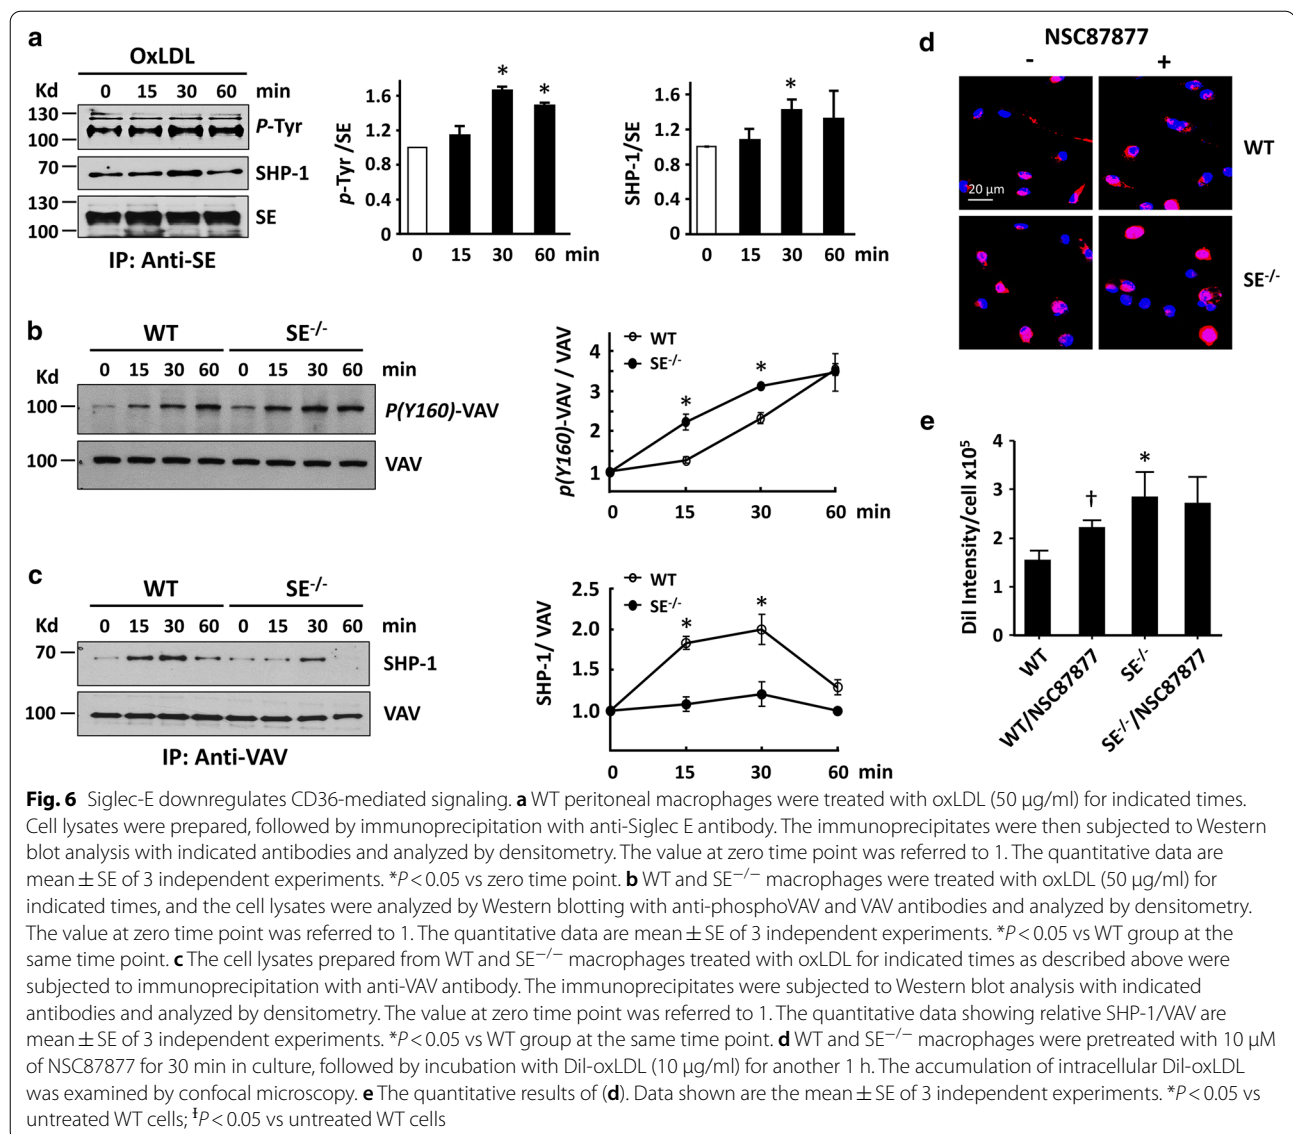 a
OxLDL
Kd 0 15 30 60 min
130
100
P-Tyr
70
SHP-1
130
100
SE
IP: Anti-SE
p-Tyr /SE
1.6
1.2
0.8
0.4
0
* *
0 15 30 60 min
SHP-1/SE
1.6
1.2
0.8
0.4
0
*
0 15 30 60 min
b
WT SE-/-
Kd 0 15 30 60 0 15 30 60 min
100
P(Y160)-VAV
100
VAV
p(Y160)-VAV / VAV
4
3
2
1
WT
SE-/-
* *
0 15 30 60 min
c
WT SE-/-
Kd 0 15 30 60 0 15 30 60 min
70
SHP-1
100
VAV
IP: Anti-VAV
SHP-1/ VAV
2.5
2.0
1.5
1.0
WT
SE-/-
* *
0 15 30 60 min
d
NSC87877
- +
WT
20 µm
SE-/-
e
DiI Intensity/cell x10⁵
4
3
2
1
0
† *
WT
WT/NSC87877
SE-/-
SE-/-/NSC87877
Fig. 6 Siglec-E downregulates CD36-mediated signaling. a WT peritoneal macrophages were treated with oxLDL (50 µg/ml) for indicated times.
Cell lysates were prepared, followed by immunoprecipitation with anti-Siglec E antibody. The immunoprecipitates were then subjected to Western
blot analysis with indicated antibodies and analyzed by densitometry. The value at zero time point was referred to 1. The quantitative data are
mean ± SE of 3 independent experiments. *P < 0.05 vs zero time point. b WT and SE−/− macrophages were treated with oxLDL (50 µg/ml) for
indicated times, and the cell lysates were analyzed by Western blotting with anti-phosphoVAV and VAV antibodies and analyzed by densitometry.
The value at zero time point was referred to 1. The quantitative data are mean ± SE of 3 independent experiments. *P < 0.05 vs WT group at the
same time point. c The cell lysates prepared from WT and SE−/− macrophages treated with oxLDL for indicated times as described above were
subjected to immunoprecipitation with anti-VAV antibody. The immunoprecipitates were subjected to Western blot analysis with indicated
antibodies and analyzed by densitometry. The value at zero time point was referred to 1. The quantitative data showing relative SHP-1/VAV are
mean ± SE of 3 independent experiments. *P < 0.05 vs WT group at the same time point. d WT and SE−/− macrophages were pretreated with 10 µM
of NSC87877 for 30 min in culture, followed by incubation with DiI-oxLDL (10 µg/ml) for another 1 h. The accumulation of intracellular DiI-oxLDL
was examined by confocal microscopy. e The quantitative results of (d). Data shown are the mean ± SE of 3 independent experiments. *P < 0.05 vs
untreated WT cells; ‡P < 0.05 vs untreated WT cells